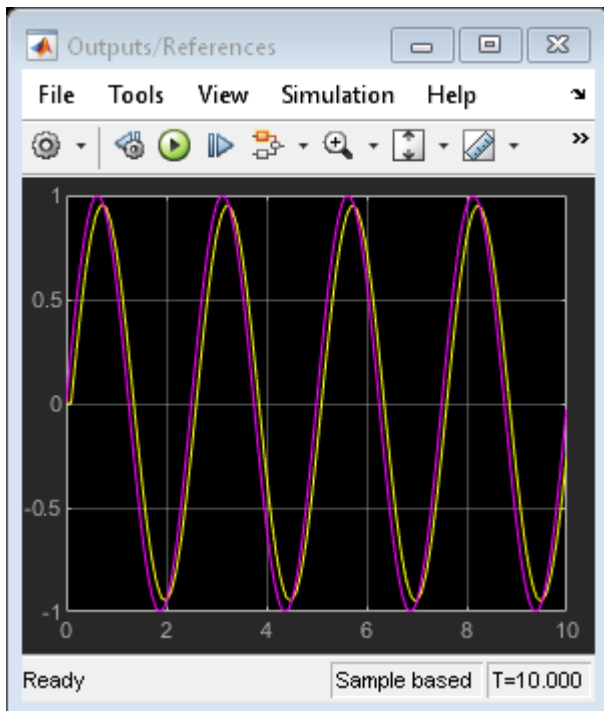 Outputs/References
File Tools View Simulation Help
1
0.5
0
-0.5
-1
0 2 4 6 8 10
Ready Sample based T=10.000